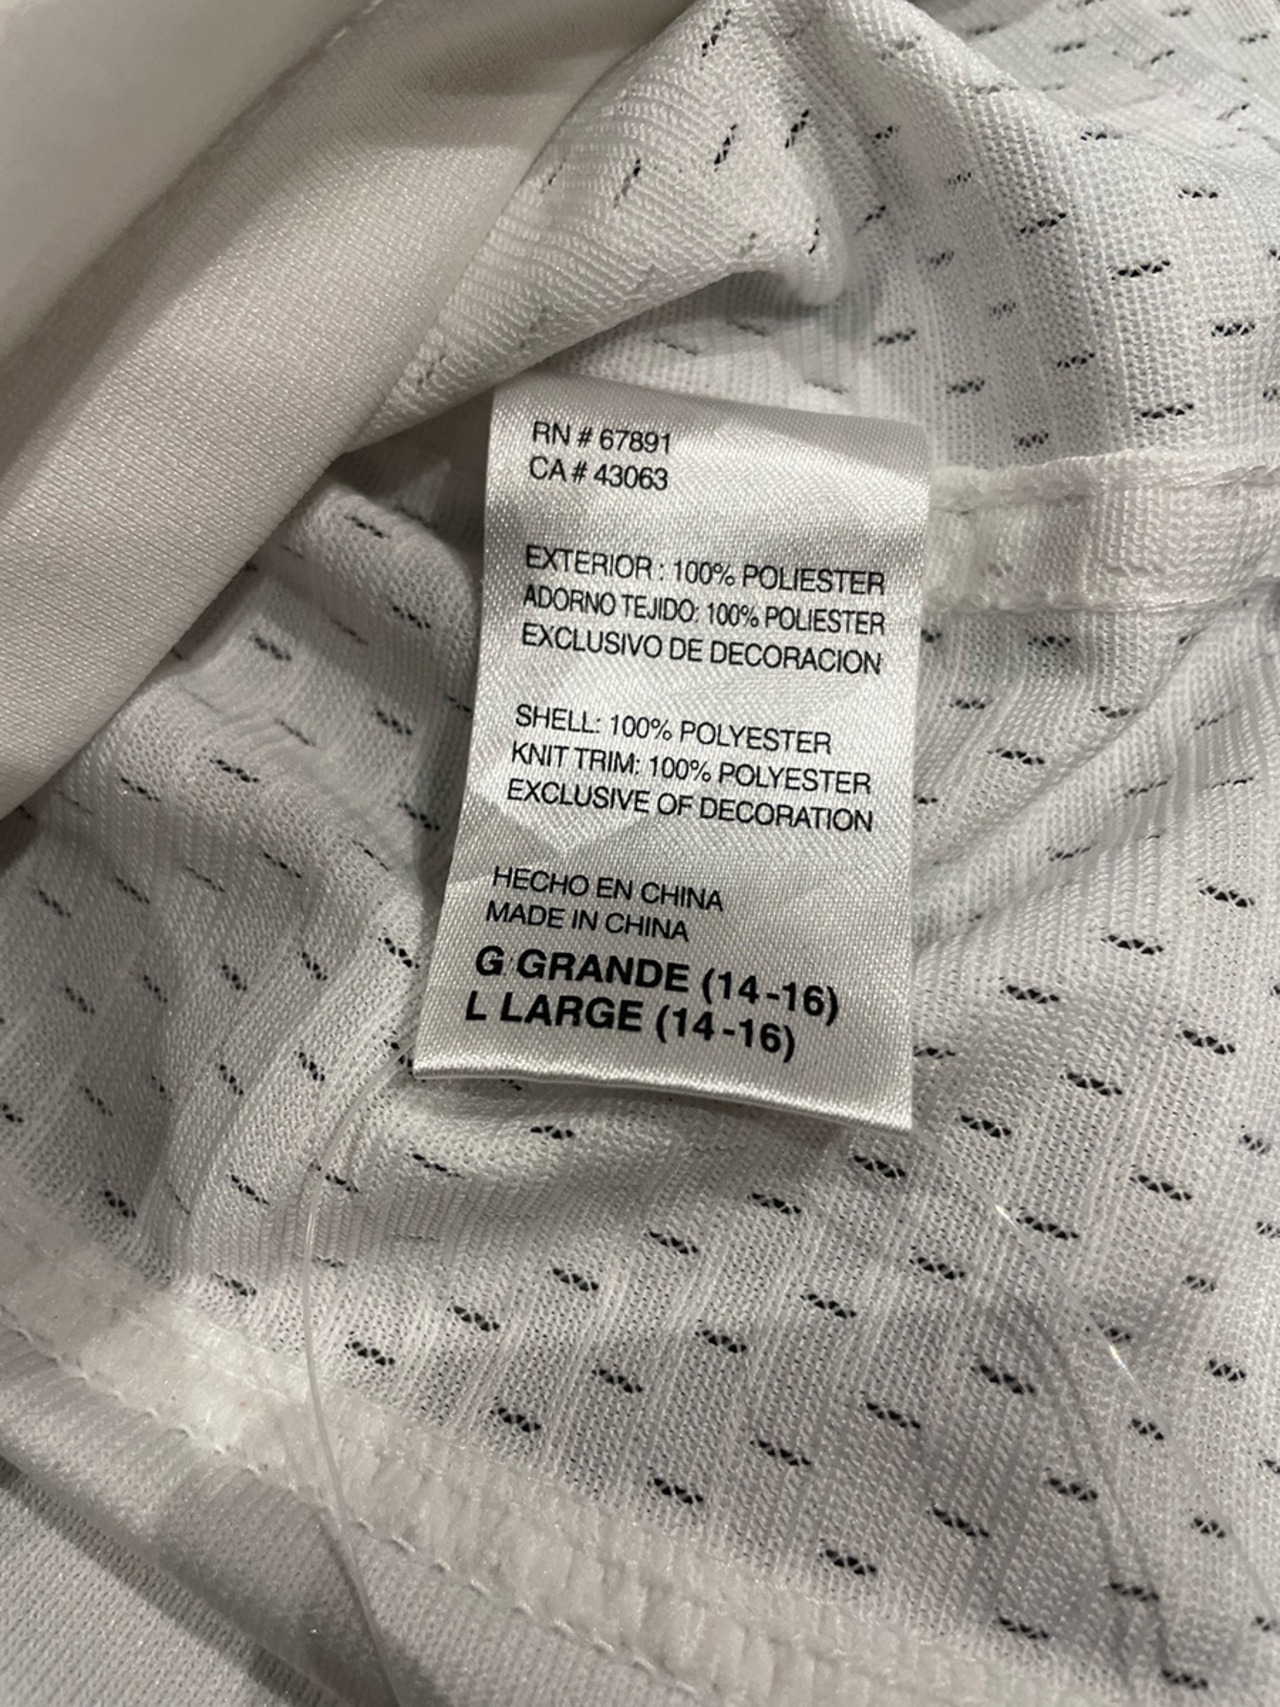 RN # 67891
CA # 43063
EXTERIOR : 100% POLIESTER
ADORNO TEJIDO: 100% POLIESTER
EXCLUSIVO DE DECORACION
SHELL: 100% POLYESTER
KNIT TRIM: 100% POLYESTER
EXCLUSIVE OF DECORATION
HECHO EN CHINA
MADE IN CHINA
G GRANDE (14-16)
L LARGE (14-16)